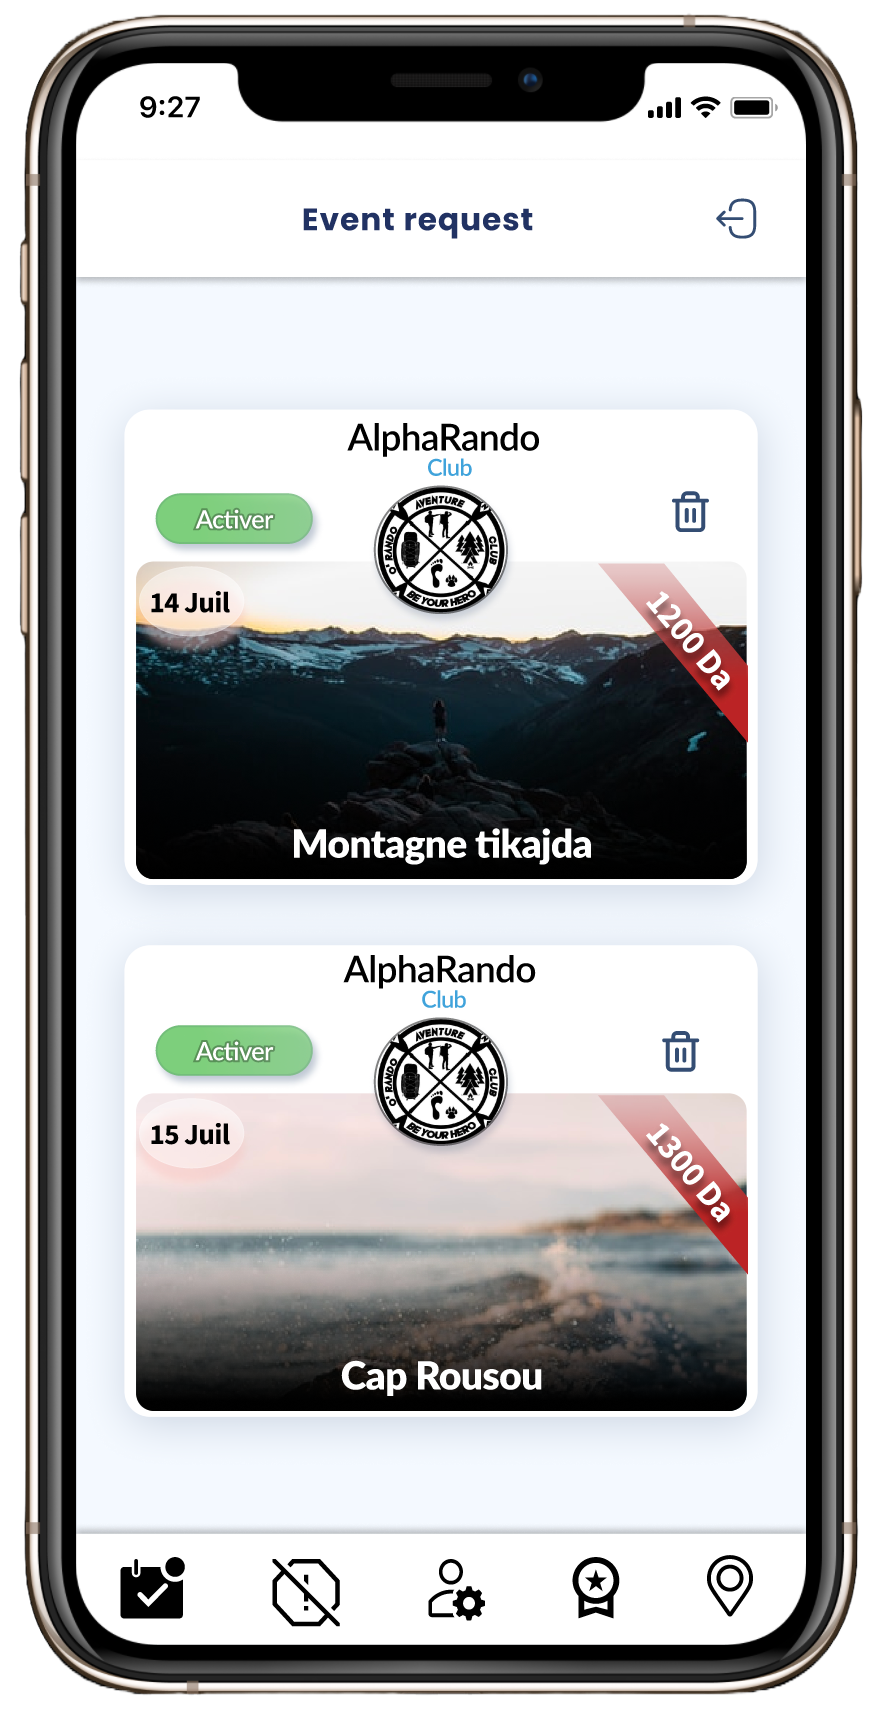 9:27
Event request
AlphaRando
Club
Activer
AVENTURE
O' RANDO
CLUB
BE YOUR HERO
14 Juil
1200 Da
Montagne tikajda
AlphaRando
Club
Activer
AVENTURE
O' RANDO
CLUB
BE YOUR HERO
15 Juil
1300 Da
Cap Rousou